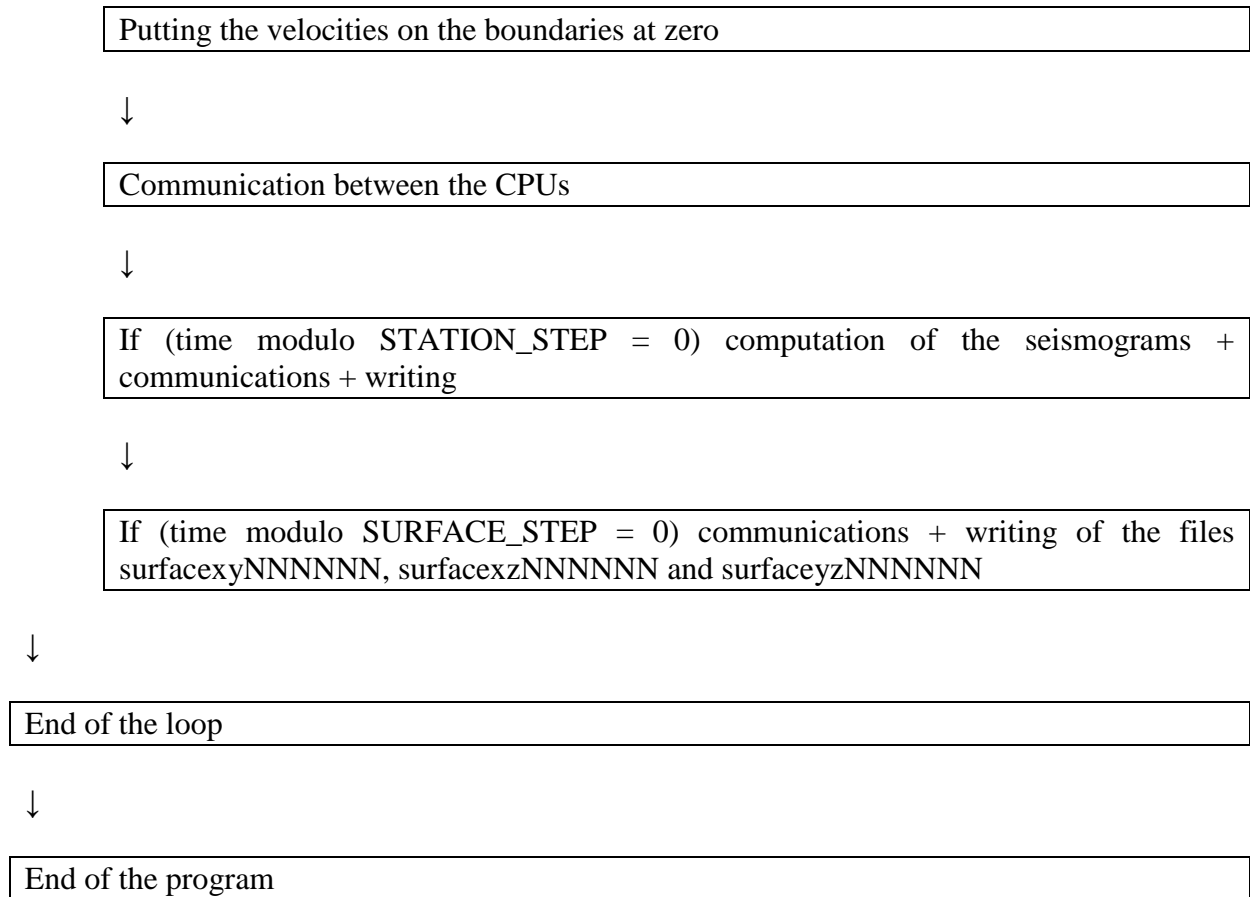 Putting the velocities on the boundaries at zero
↓
Communication between the CPUs
↓
If (time modulo STATION_STEP = 0) computation of the seismograms +
communications + writing
↓
If (time modulo SURFACE_STEP = 0) communications + writing of the files
surfacexyNNNNNN, surfacexzNNNNNN and surfaceyzNNNNNN
↓
End of the loop
↓
End of the program